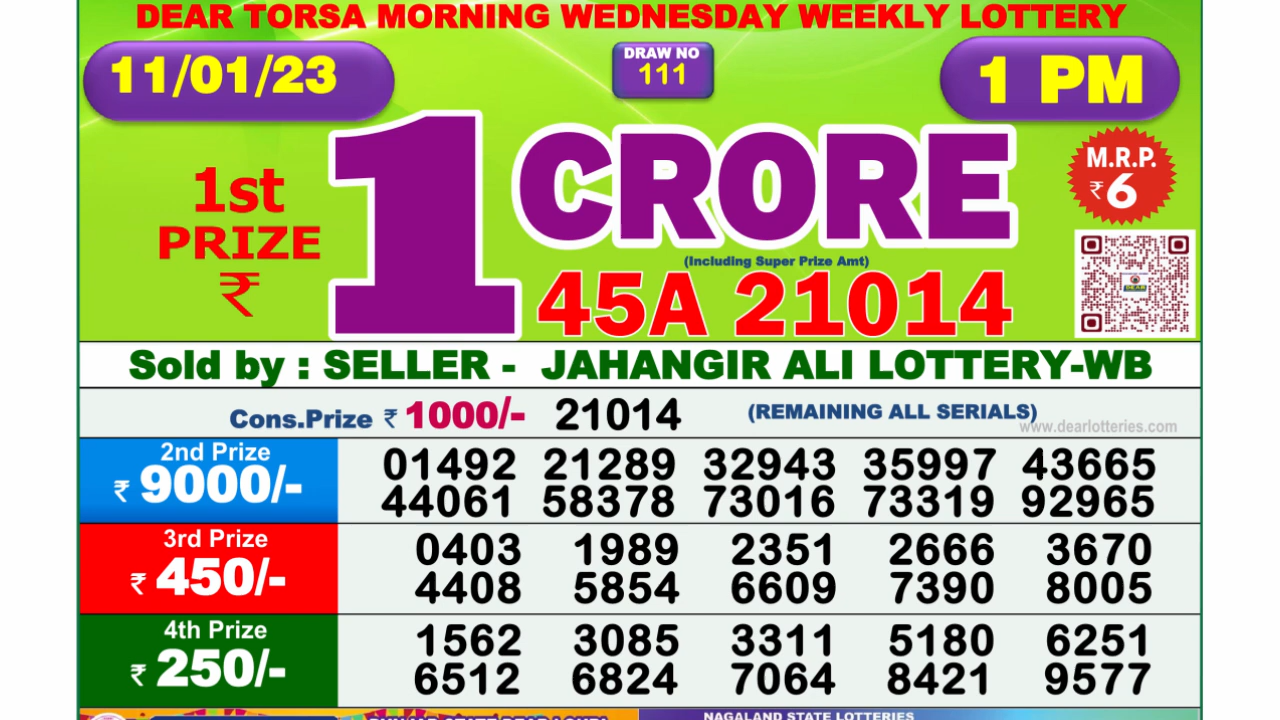 DEAR TORSA MORNING WEDNESDAY WEEKLY LOTTERY
11/01/23
DRAW NO
111
1 PM
1st
PRIZE
₹
1 CRORE
(Including Super Prize Amt)
45A 21014
M.R.P.
₹6
Sold by : SELLER - JAHANGIR ALI LOTTERY-WB
Cons.Prize ₹ 1000/- 21014 (REMAINING ALL SERIALS)
www.dearlotteries.com
2nd Prize
₹ 9000/-
01492 21289 32943 35997 43665
44061 58378 73016 73319 92965
3rd Prize
₹ 450/-
0403 1989 2351 2666 3670
4408 5854 6609 7390 8005
4th Prize
₹ 250/-
1562 3085 3311 5180 6251
6512 6824 7064 8421 9577
NAGALAND STATE LOTTERIES